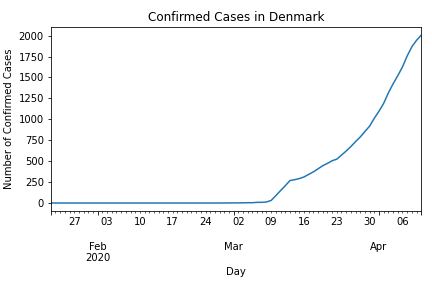 Confirmed Cases in Denmark
Number of Confirmed Cases
2000
1750
1500
1250
1000
750
500
250
0
27 03 10 17 24 02 09 16 23 30 06
Feb Mar Apr
2020
Day